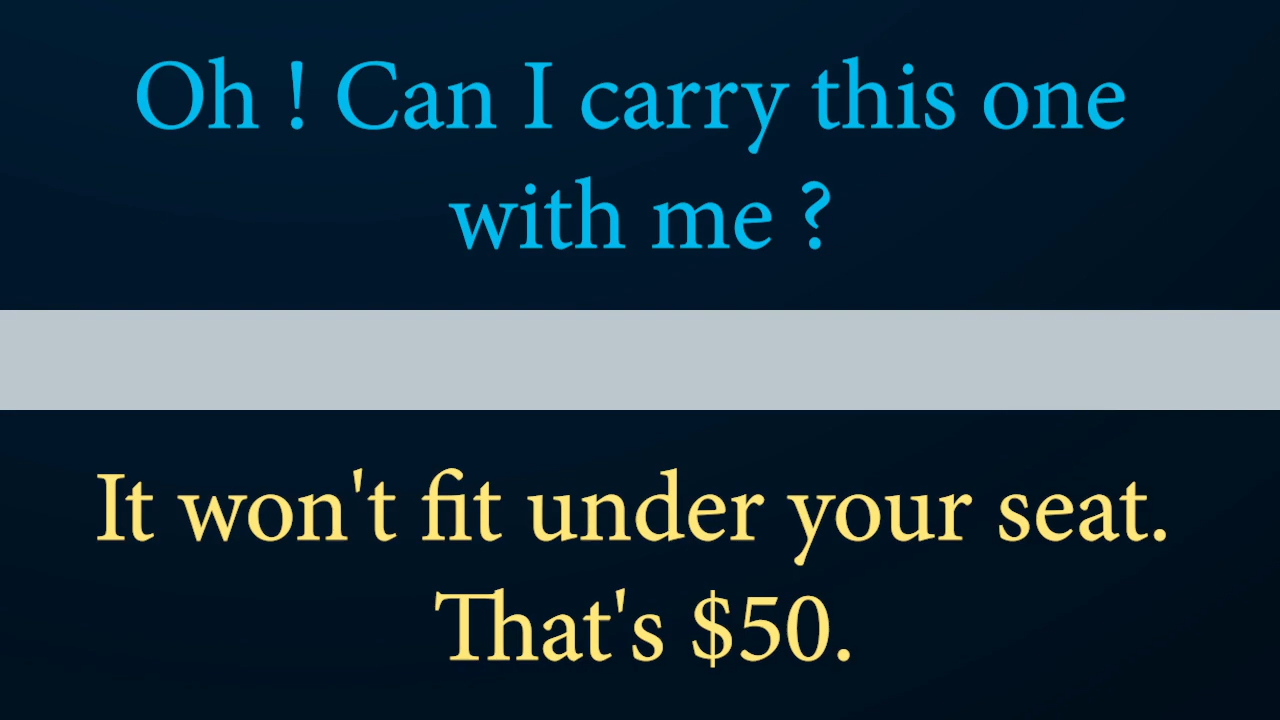 Oh ! Can I carry this one
with me ?
It won't fit under your seat.
That's $50.